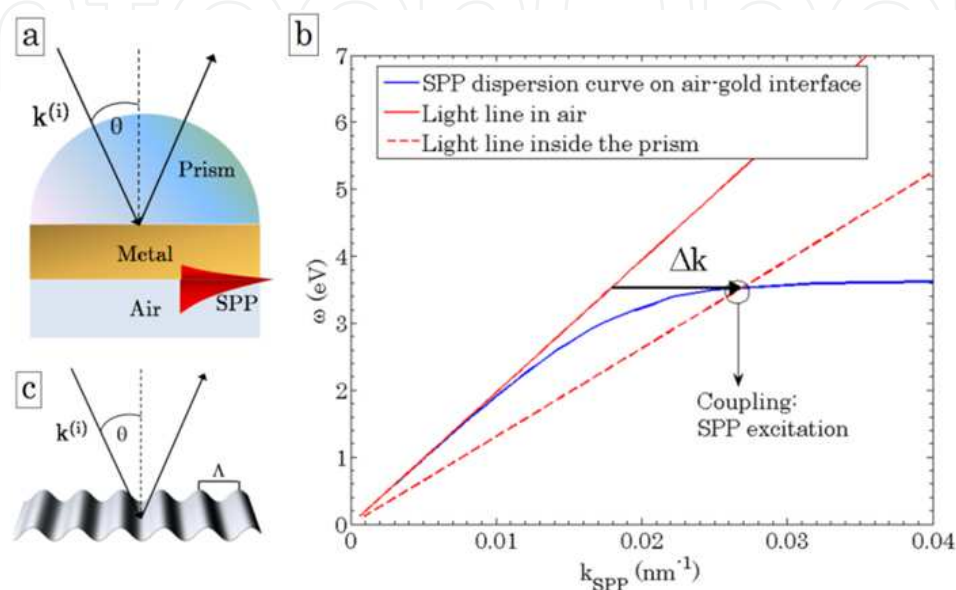 a
k(i)
θ
Prism
Metal
Air
SPP
b
7
6
5
4
3
2
1
0
ω (eV)
SPP dispersion curve on air-gold interface
Light line in air
Light line inside the prism
Δk
Coupling:
SPP excitation
0
0.01
0.02
0.03
0.04
kSPP (nm-1)
c
k(i)
θ
Λ